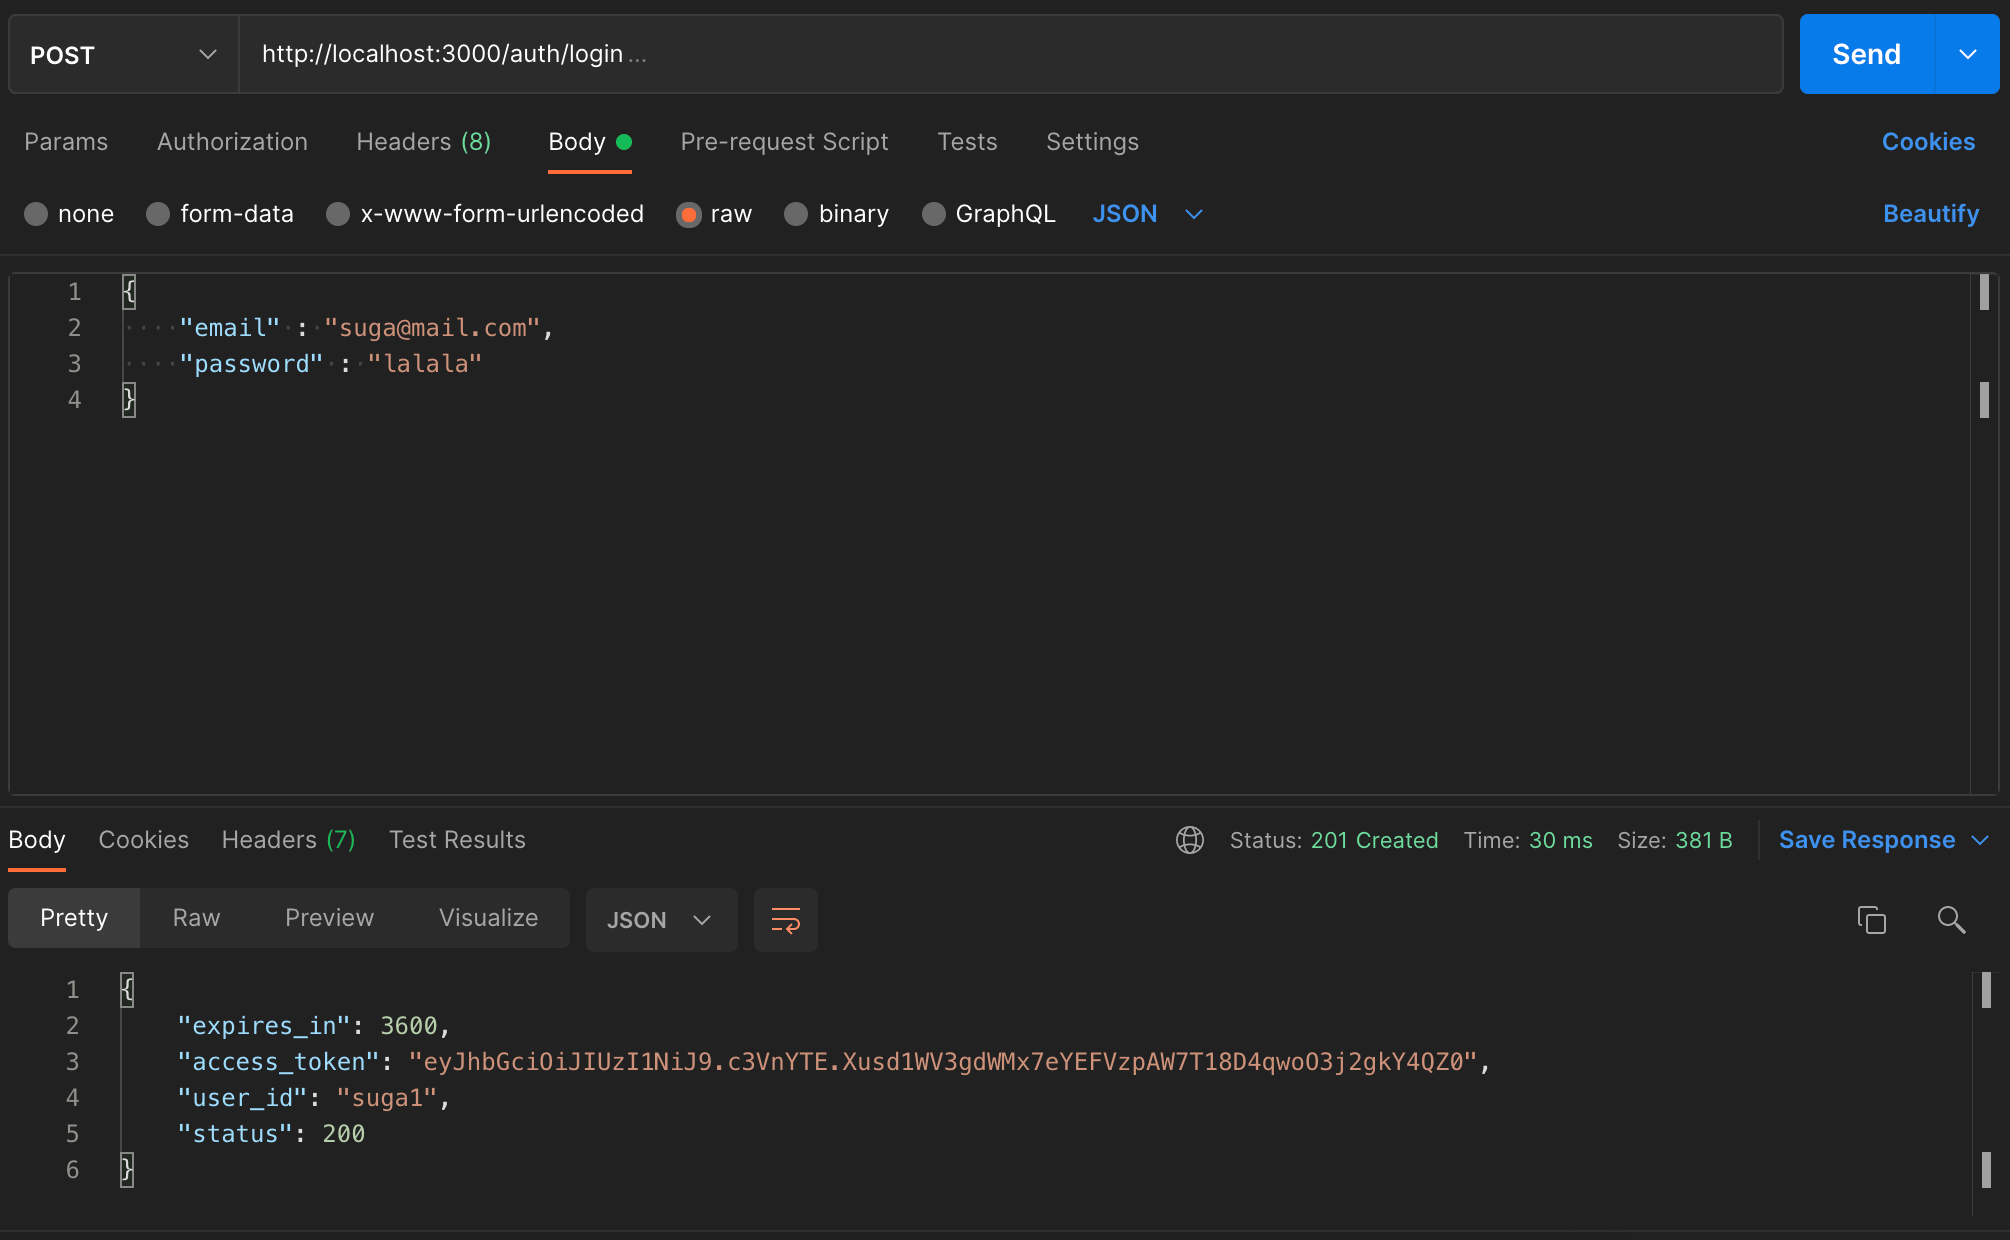 POST http://localhost:3000/auth/login ... Send
Params Authorization Headers (8) Body Pre-request Script Tests Settings Cookies
none form-data x-www-form-urlencoded raw binary GraphQL JSON Beautify
1 {
2 "email" : "suga@mail.com",
3 "password" : "lalala"
4 }
Body Cookies Headers (7) Test Results Status: 201 Created Time: 30 ms Size: 381 B Save Response
Pretty Raw Preview Visualize JSON
1 {
2 "expires_in": 3600,
3 "access_token": "eyJhbGciOiJIUzI1NiJ9.c3VnYTE.Xusd1WV3gdWMx7eYEFVzpAW7T18D4qwoO3j2gkY4QZ0",
4 "user_id": "suga1",
5 "status": 200
6 }